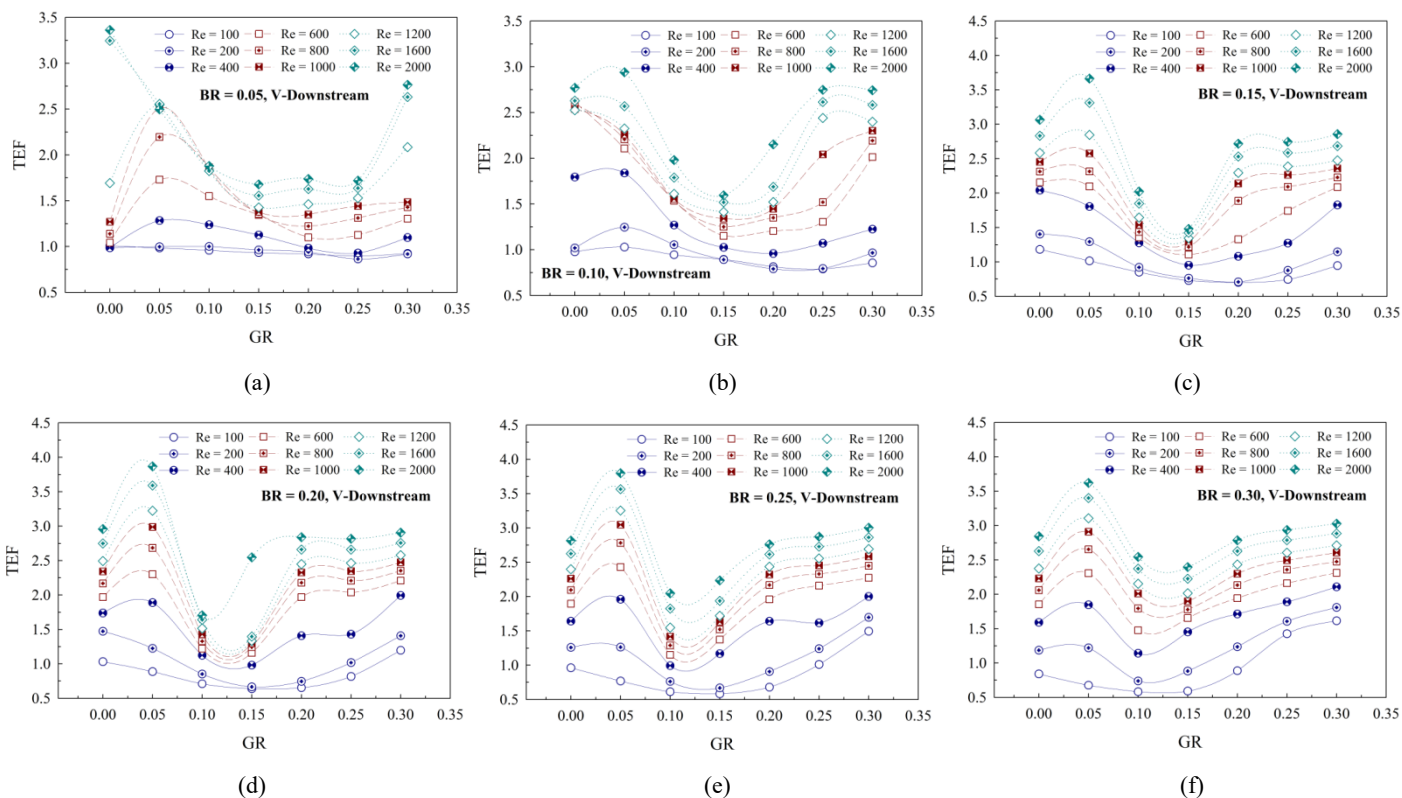 3.5
3.0
2.5
2.0
1.5
1.0
0.5
TEF
Re = 100 Re = 600 Re = 1200
Re = 200 Re = 800 Re = 1600
Re = 400 Re = 1000 Re = 2000
BR = 0.05, V-Downstream
0.00 0.05 0.10 0.15 0.20 0.25 0.30 0.35
GR
(a)
3.5
3.0
2.5
2.0
1.5
1.0
0.5
TEF
Re = 100 Re = 600 Re = 1200
Re = 200 Re = 800 Re = 1600
Re = 400 Re = 1000 Re = 2000
BR = 0.10, V-Downstream
0.00 0.05 0.10 0.15 0.20 0.25 0.30 0.35
GR
(b)
4.5
4.0
3.5
3.0
2.5
2.0
1.5
1.0
0.5
TEF
Re = 100 Re = 600 Re = 1200
Re = 200 Re = 800 Re = 1600
Re = 400 Re = 1000 Re = 2000
BR = 0.15, V-Downstream
0.00 0.05 0.10 0.15 0.20 0.25 0.30 0.35
GR
(c)
4.5
4.0
3.5
3.0
2.5
2.0
1.5
1.0
0.5
TEF
Re = 100 Re = 600 Re = 1200
Re = 200 Re = 800 Re = 1600
Re = 400 Re = 1000 Re = 2000
BR = 0.20, V-Downstream
0.00 0.05 0.10 0.15 0.20 0.25 0.30 0.35
GR
(d)
4.5
4.0
3.5
3.0
2.5
2.0
1.5
1.0
0.5
TEF
Re = 100 Re = 600 Re = 1200
Re = 200 Re = 800 Re = 1600
Re = 400 Re = 1000 Re = 2000
BR = 0.25, V-Downstream
0.00 0.05 0.10 0.15 0.20 0.25 0.30 0.35
GR
(e)
4.5
4.0
3.5
3.0
2.5
2.0
1.5
1.0
0.5
TEF
Re = 100 Re = 600 Re = 1200
Re = 200 Re = 800 Re = 1600
Re = 400 Re = 1000 Re = 2000
BR = 0.30, V-Downstream
0.00 0.05 0.10 0.15 0.20 0.25 0.30 0.35
GR
(f)